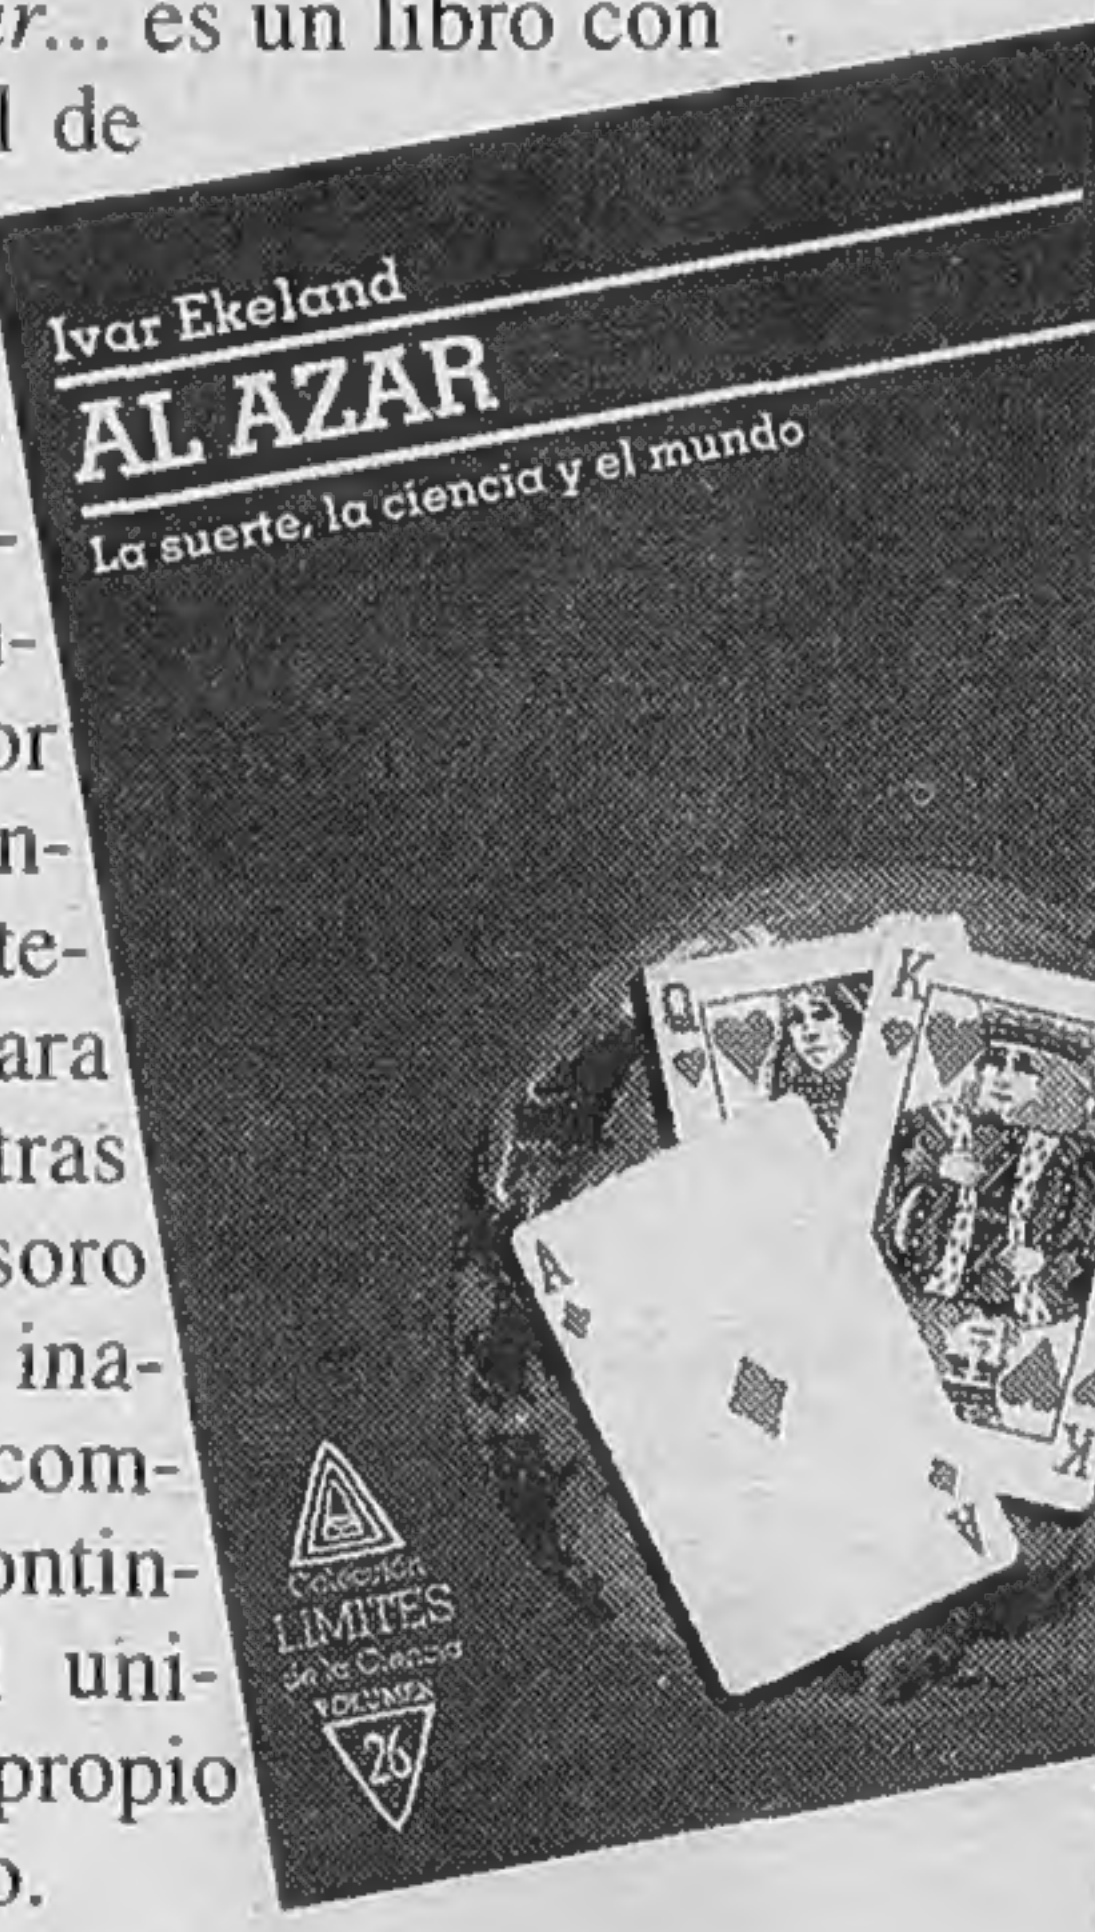 er... es un libro con
l de
-
i-
or
n-
te-
ara
tras
soro
ina-
com-
ontin-
uni-
propio
o.
Ivar Ekeland
AL AZAR
La suerte, la ciencia y el mundo
Q
K
A
A
K
Colección
LIMITES
de la Ciencia
VOLUMEN
26